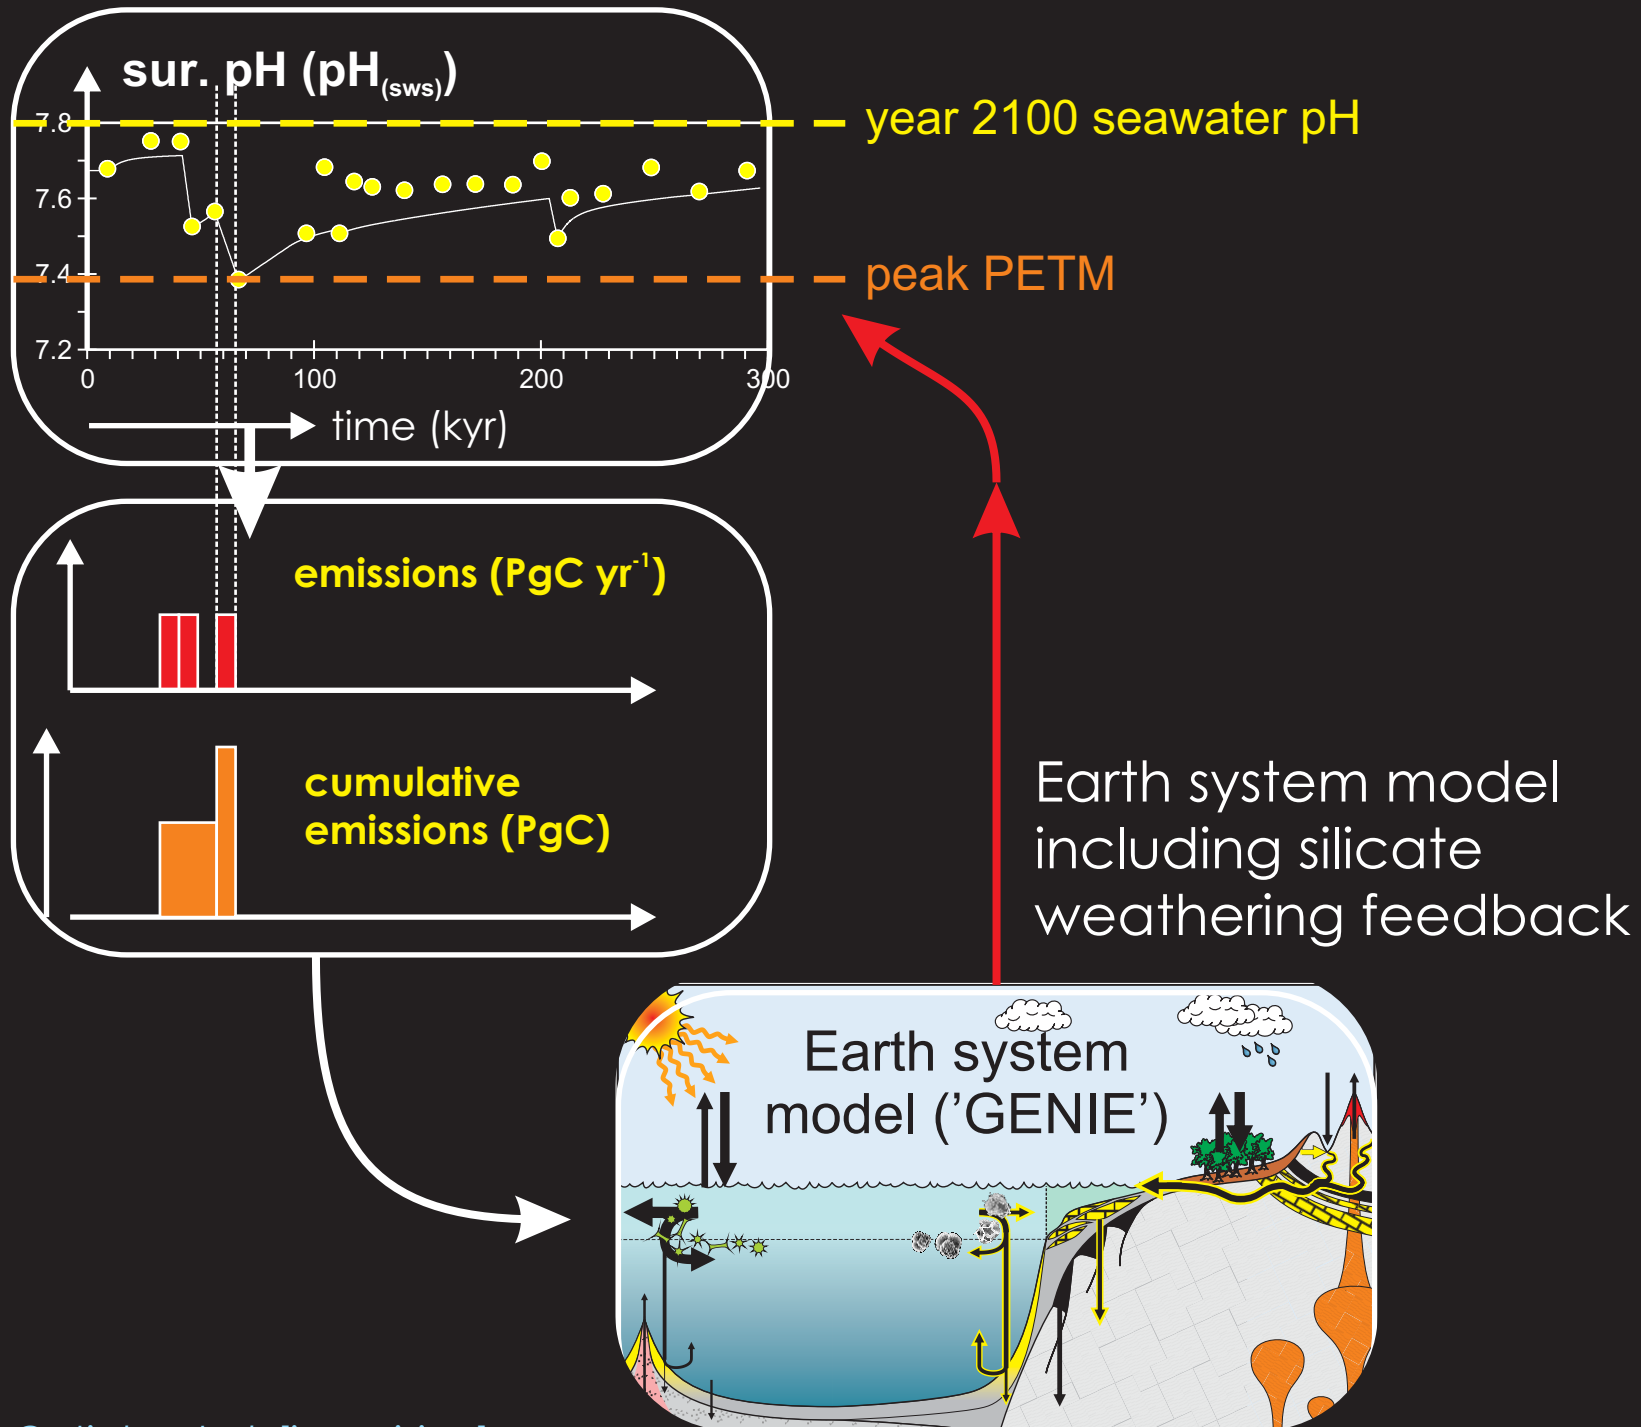 sur. pH (pH(sws))
7.8
7.6
7.4
7.2
0 100 200 300
time (kyr)
year 2100 seawater pH
peak PETM
emissions (PgC yr-1)
cumulative
emissions (PgC)
Earth system model
including silicate
weathering feedback
Earth system
model ('GENIE')